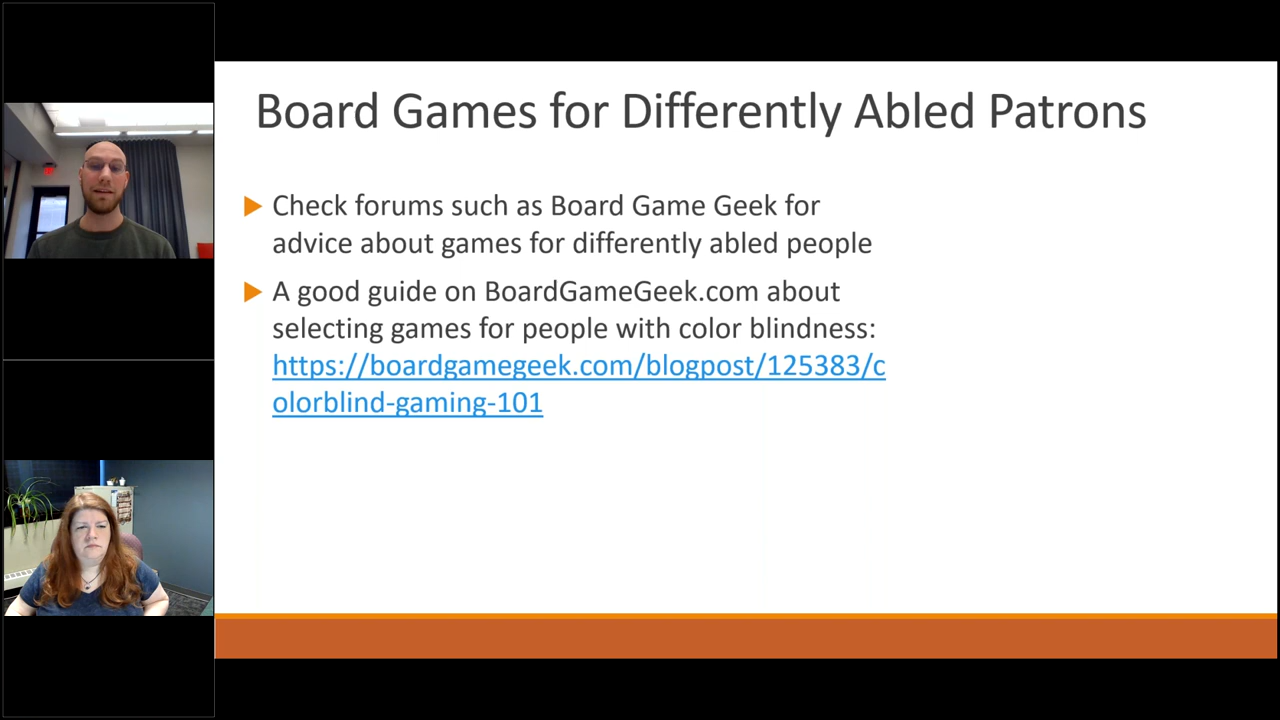 Board Games for Differently Abled Patrons
Check forums such as Board Game Geek for
advice about games for differently abled people
A good guide on BoardGameGeek.com about
selecting games for people with color blindness:
https://boardgamegeek.com/blogpost/125383/c
olorblind-gaming-101